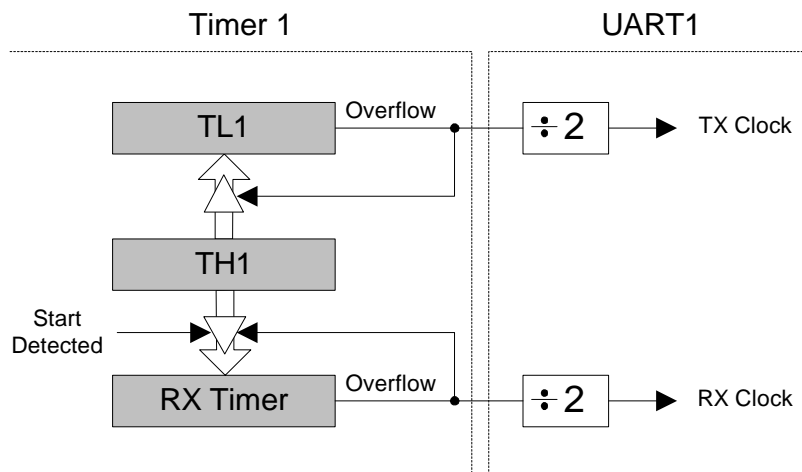 Timer 1
UART1
TL1
Overflow
÷2
TX Clock
TH1
Start
Detected
RX Timer
Overflow
÷2
RX Clock